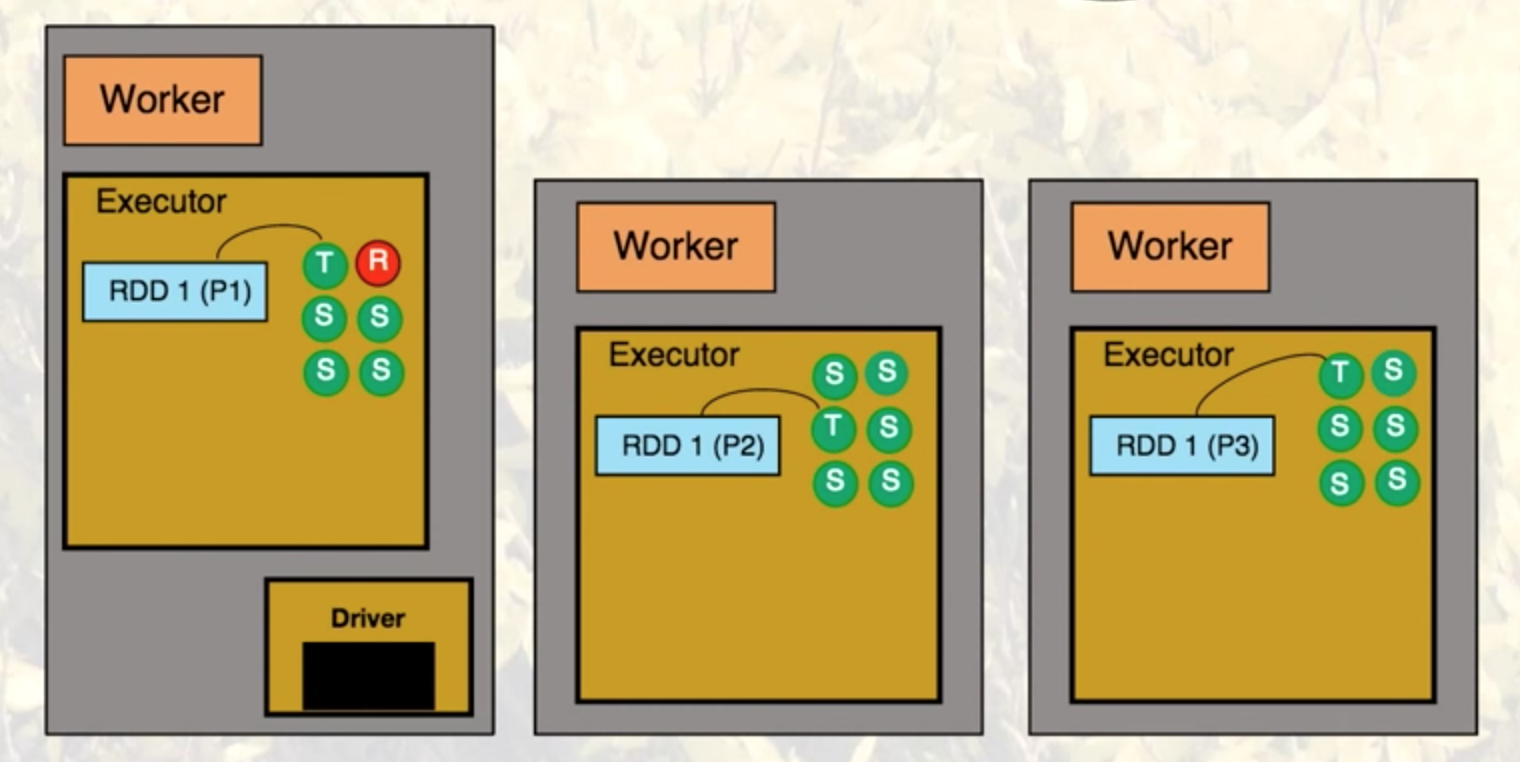 Worker
Executor
T R
RDD 1 (P1)
S S
S S
Driver
Worker
Executor
S S
RDD 1 (P2)
T S
S S
Worker
Executor
T S
RDD 1 (P3)
S S
S S